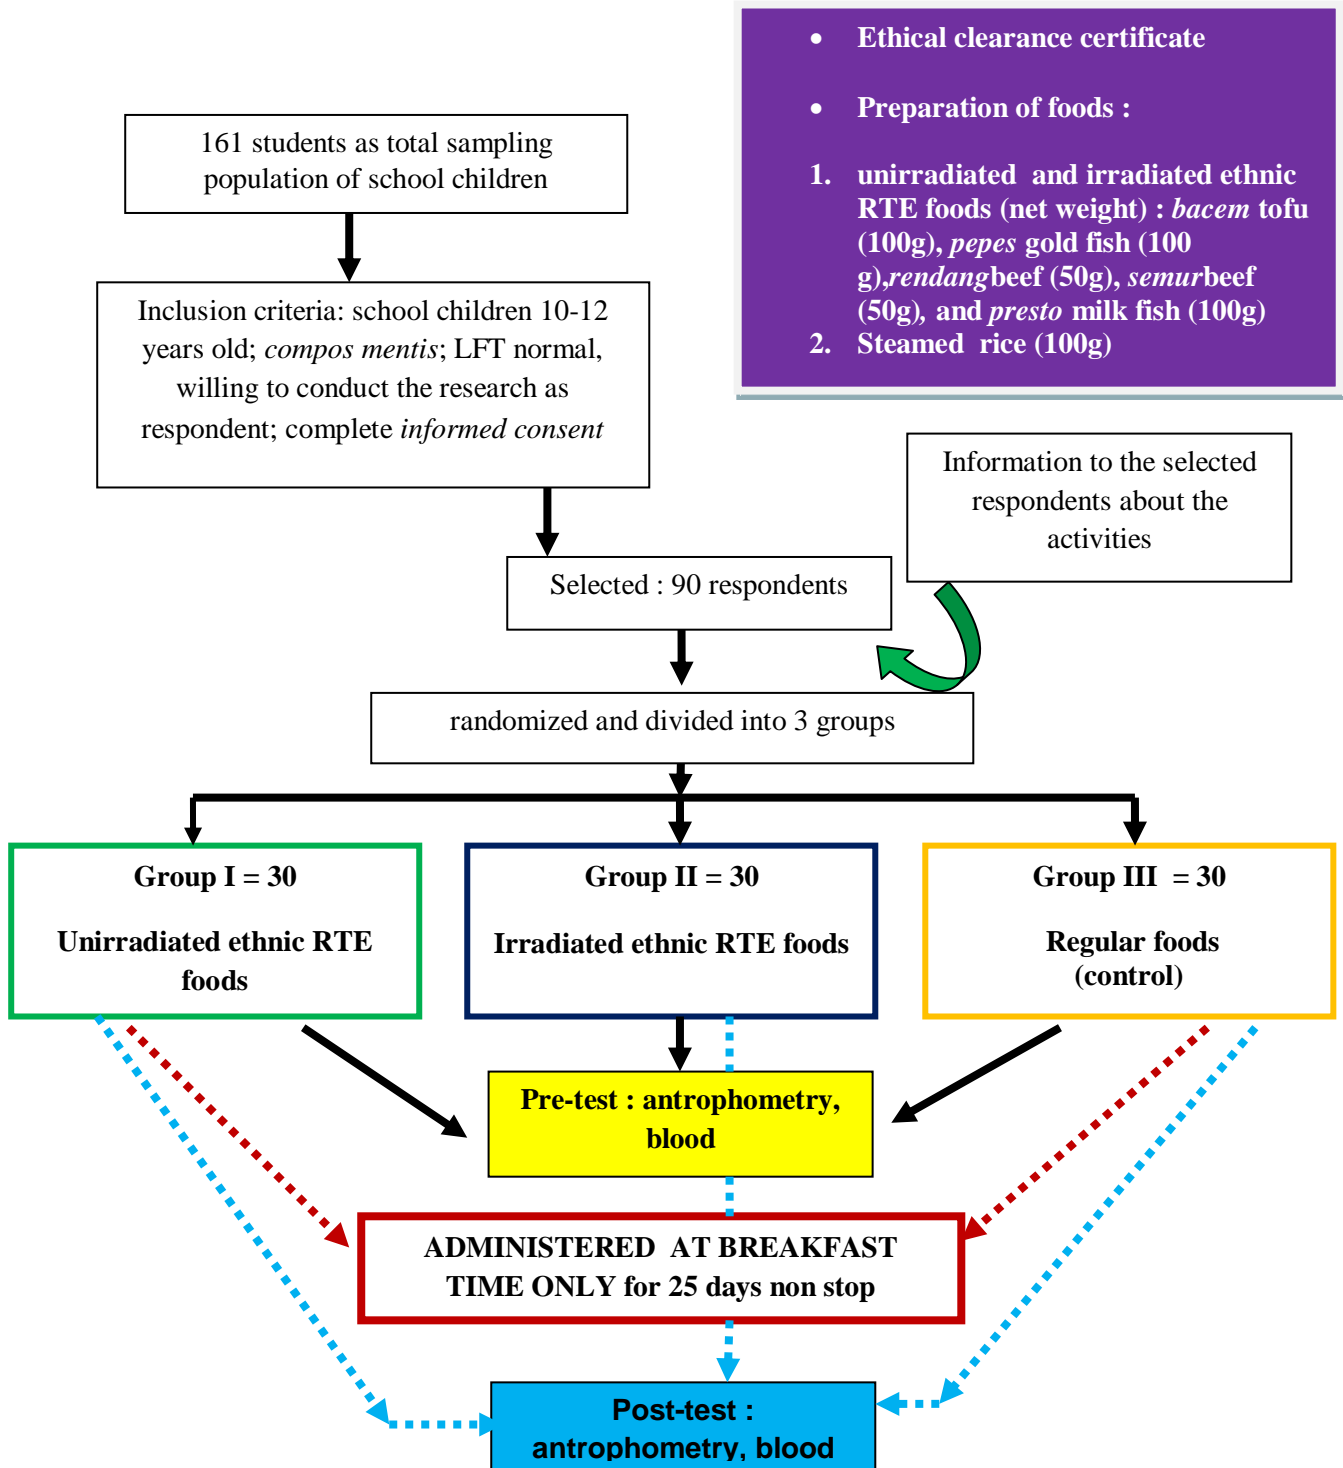 • Ethical clearance certificate
• Preparation of foods :
1. unirradiated and irradiated ethnic
RTE foods (net weight) : bacem tofu
(100g), pepes gold fish (100
g),rendangbeef (50g), semurbeef
(50g), and presto milk fish (100g)
2. Steamed rice (100g)
161 students as total sampling
population of school children
Inclusion criteria: school children 10-12
years old; compos mentis; LFT normal,
willing to conduct the research as
respondent; complete informed consent
Information to the selected
respondents about the
activities
Selected : 90 respondents
randomized and divided into 3 groups
Group I = 30
Unirradiated ethnic RTE
foods
Group II = 30
Irradiated ethnic RTE foods
Group III = 30
Regular foods
(control)
Pre-test : antrophometry,
blood
ADMINISTERED AT BREAKFAST
TIME ONLY for 25 days non stop
Post-test :
antrophometry, blood